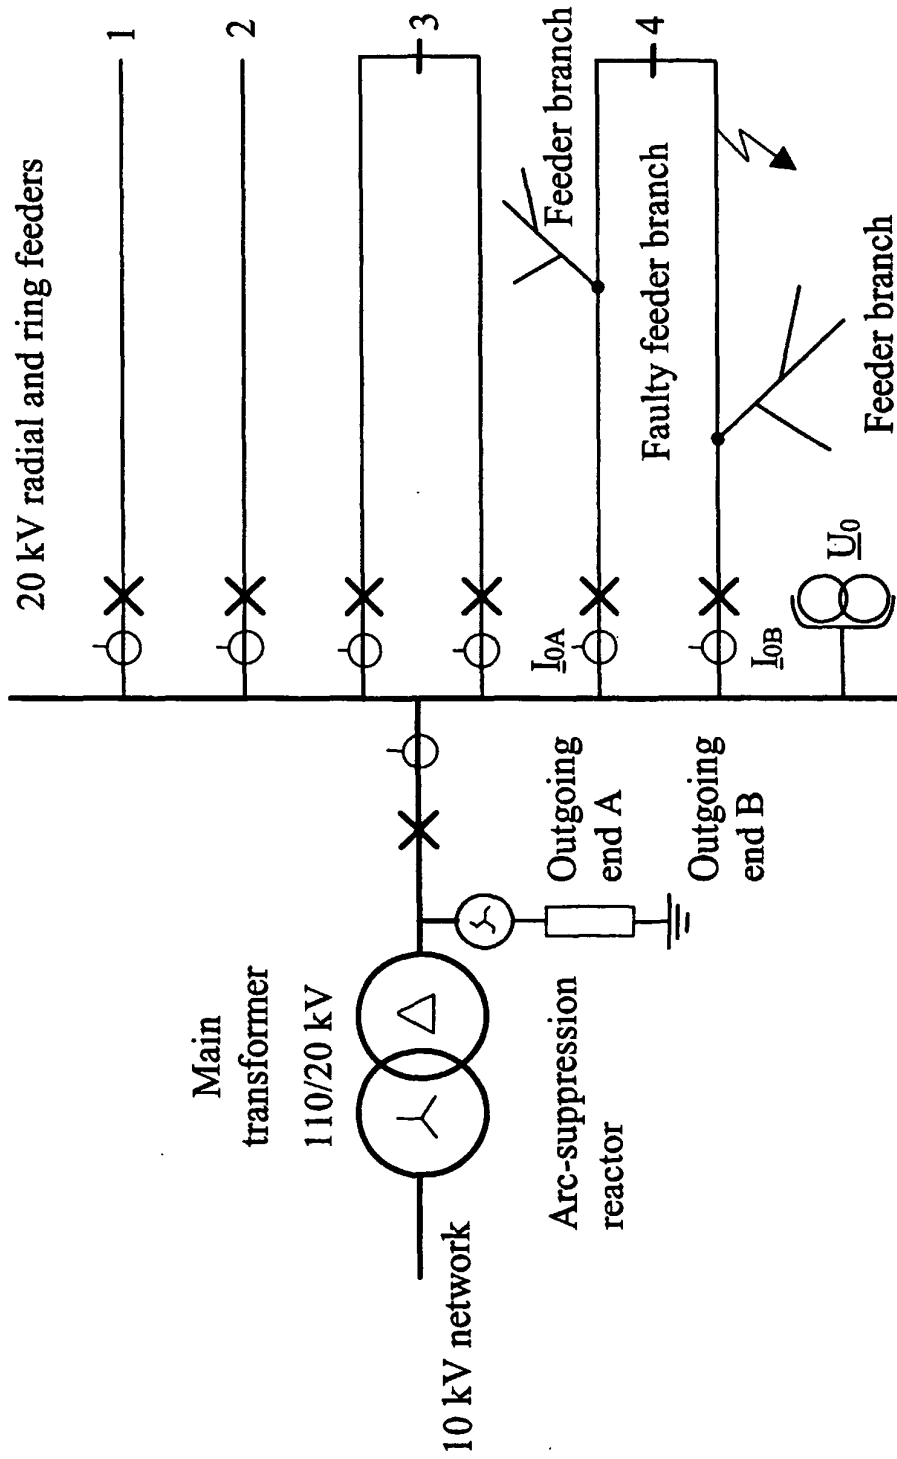 20 kV radial and ring feeders
1
2
3
4
Feeder branch
Faulty feeder branch
Feeder branch
I0A
I0B
U0
Outgoing
end A
Outgoing
end B
Main
transformer
110/20 kV
Arc-suppression
reactor
10 kV network